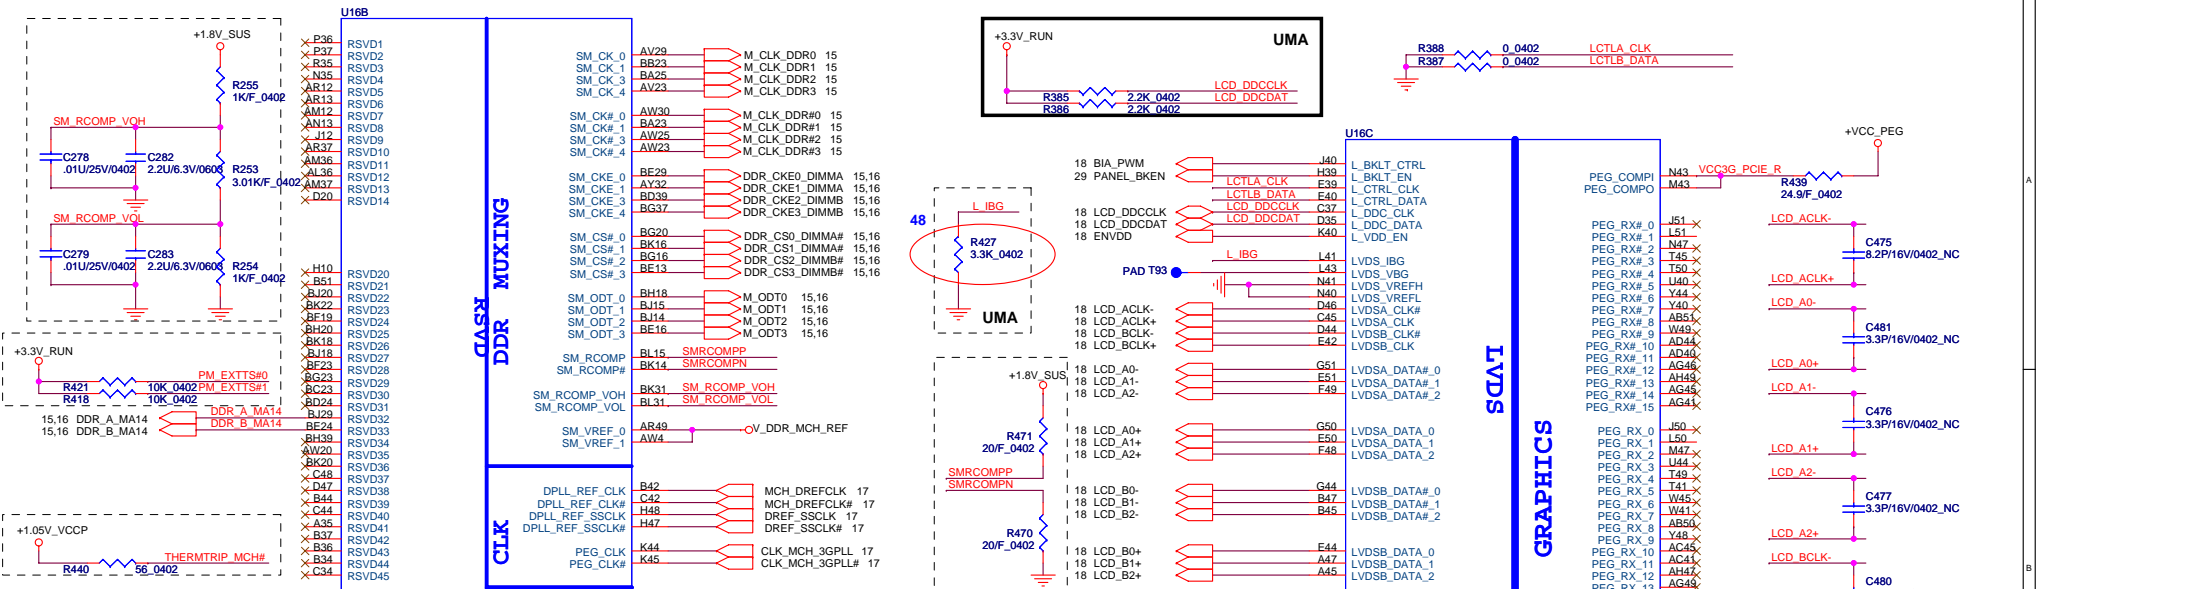 U16B
+1.8V_SUS
R255
1K/F_0402
SM_RCOMP_VOH
C278
.01U/25V/0402
C282
2.2U/6.3V/0603
R253
3.01K/F_0402
SM_RCOMP_VOL
C279
.01U/25V/0402
C283
2.2U/6.3V/0603
R254
1K/F_0402
+3.3V_RUN
R421 10K_0402 PM_EXTTS#0
R418 10K_0402 PM_EXTTS#1
15,16 DDR_A_MA14 DDR_A_MA14
15,16 DDR_B_MA14 DDR_B_MA14
+1.05V_VCCP
R440 56_0402 THERMTRIP_MCH#
P36 RSVD1
P37 RSVD2
R35 RSVD3
N35 RSVD4
AR12 RSVD5
AR13 RSVD6
AM12 RSVD7
AN13 RSVD8
J12 RSVD9
AR37 RSVD10
AM36 RSVD11
AL36 RSVD12
AM37 RSVD13
D20 RSVD14
H10 RSVD20
B51 RSVD21
BJ20 RSVD22
BK22 RSVD23
BF19 RSVD24
BH20 RSVD25
BK18 RSVD26
BJ18 RSVD27
BF23 RSVD28
BG23 RSVD29
BC23 RSVD30
BD24 RSVD31
BJ29 RSVD32
BE24 RSVD33
BH39 RSVD34
AW20 RSVD35
BK20 RSVD36
C48 RSVD37
D47 RSVD38
B44 RSVD39
C44 RSVD40
A35 RSVD41
B37 RSVD42
B36 RSVD43
B34 RSVD44
C34 RSVD45
RSVD
DDR MUXING
CLK
SM_CK_0 AV29 M_CLK_DDR0 15
SM_CK_1 BB23 M_CLK_DDR1 15
SM_CK_3 BA25 M_CLK_DDR2 15
SM_CK_4 AV23 M_CLK_DDR3 15
SM_CK#_0 AW30 M_CLK_DDR#0 15
SM_CK#_1 BA23 M_CLK_DDR#1 15
SM_CK#_3 AW25 M_CLK_DDR#2 15
SM_CK#_4 AW23 M_CLK_DDR#3 15
SM_CKE_0 BE29 DDR_CKE0_DIMMA 15,16
SM_CKE_1 AY32 DDR_CKE1_DIMMA 15,16
SM_CKE_3 BD39 DDR_CKE2_DIMMB 15,16
SM_CKE_4 BG37 DDR_CKE3_DIMMB 15,16
SM_CS#_0 BG20 DDR_CS0_DIMMA# 15,16
SM_CS#_1 BK16 DDR_CS1_DIMMA# 15,16
SM_CS#_2 BG16 DDR_CS2_DIMMB# 15,16
SM_CS#_3 BE13 DDR_CS3_DIMMB# 15,16
SM_ODT_0 BH18 M_ODT0 15,16
SM_ODT_1 BJ15 M_ODT1 15,16
SM_ODT_2 BJ14 M_ODT2 15,16
SM_ODT_3 BE16 M_ODT3 15,16
SM_RCOMP BL15 SMRCOMPP
SM_RCOMP# BK14 SMRCOMPN
SM_RCOMP_VOH BK31 SM_RCOMP_VOH
SM_RCOMP_VOL BL31 SM_RCOMP_VOL
SM_VREF_0 AR49 V_DDR_MCH_REF
SM_VREF_1 AW4
DPLL_REF_CLK B42 MCH_DREFCLK 17
DPLL_REF_CLK# C42 MCH_DREFCLK# 17
DPLL_REF_SSCLK H48 DREF_SSCLK 17
DPLL_REF_SSCLK# H47 DREF_SSCLK# 17
PEG_CLK K44 CLK_MCH_3GPLL 17
PEG_CLK# K45 CLK_MCH_3GPLL# 17
+3.3V_RUN
UMA
R385 2.2K_0402 LCD_DDCCLK
R386 2.2K_0402 LCD_DDCDAT
R388 0_0402 LCTLA_CLK
R387 0_0402 LCTLB_DATA
48
L_IBG
R427
3.3K_0402
UMA
+1.8V_SUS
R471
20/F_0402
SMRCOMPP
SMRCOMPN
R470
20/F_0402
U16C
18 BIA_PWM J40 L_BKLT_CTRL
29 PANEL_BKEN H39 L_BKLT_EN
LCTLA_CLK E39 L_CTRL_CLK
LCTLB_DATA E40 L_CTRL_DATA
18 LCD_DDCCLK LCD_DDCCLK C37 L_DDC_CLK
18 LCD_DDCDAT LCD_DDCDAT D35 L_DDC_DATA
18 ENVDD K40 L_VDD_EN
L_IBG L41 LVDS_IBG
PAD T93 L43 LVDS_VBG
N41 LVDS_VREFH
N40 LVDS_VREFL
18 LCD_ACLK- D46 LVDSA_CLK#
18 LCD_ACLK+ C45 LVDSA_CLK
18 LCD_BCLK- D44 LVDSB_CLK#
18 LCD_BCLK+ E42 LVDSB_CLK
18 LCD_A0- G51 LVDSA_DATA#_0
18 LCD_A1- E51 LVDSA_DATA#_1
18 LCD_A2- F49 LVDSA_DATA#_2
18 LCD_A0+ G50 LVDSA_DATA_0
18 LCD_A1+ E50 LVDSA_DATA_1
18 LCD_A2+ F48 LVDSA_DATA_2
18 LCD_B0- G44 LVDSB_DATA#_0
18 LCD_B1- B47 LVDSB_DATA#_1
18 LCD_B2- B45 LVDSB_DATA#_2
18 LCD_B0+ E44 LVDSB_DATA_0
18 LCD_B1+ A47 LVDSB_DATA_1
18 LCD_B2+ A45 LVDSB_DATA_2
LVDS
GRAPHICS
PEG_COMPI N43 VCC3G_PCIE_R
PEG_COMPO M43
R439
24.9/F_0402
+VCC_PEG
PEG_RX#_0 J51
PEG_RX#_1 L51
PEG_RX#_2 N47
PEG_RX#_3 T45
PEG_RX#_4 T50
PEG_RX#_5 U40
PEG_RX#_6 Y44
PEG_RX#_7 Y40
PEG_RX#_8 AB51
PEG_RX#_9 W49
PEG_RX#_10 AD44
PEG_RX#_11 AD40
PEG_RX#_12 AG46
PEG_RX#_13 AH49
PEG_RX#_14 AG45
PEG_RX#_15 AG41
PEG_RX_0 J50
PEG_RX_1 L50
PEG_RX_2 M47
PEG_RX_3 U44
PEG_RX_4 T49
PEG_RX_5 T41
PEG_RX_6 W45
PEG_RX_7 W41
PEG_RX_8 AB50
PEG_RX_9 Y48
PEG_RX_10 AC45
PEG_RX_11 AC41
PEG_RX_12 AH47
PEG_RX_13 AG49
LCD_ACLK-
C475
8.2P/16V/0402_NC
LCD_ACLK+
LCD_A0-
C481
3.3P/16V/0402_NC
LCD_A0+
LCD_A1-
C476
3.3P/16V/0402_NC
LCD_A1+
LCD_A2-
C477
3.3P/16V/0402_NC
LCD_A2+
LCD_BCLK-
C480
A
B